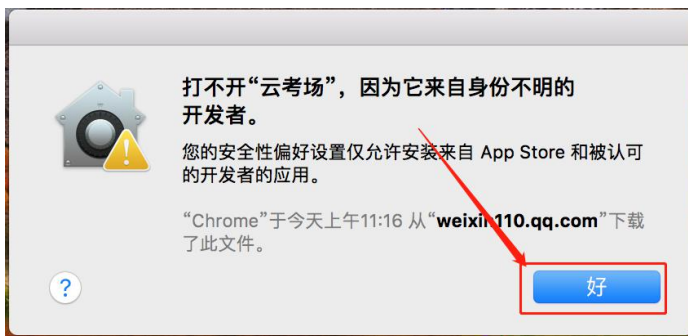 打不开“云考场”，因为它来自身份不明的
开发者。
您的安全性偏好设置仅允许安装来自 App Store 和被认可
的开发者的应用。
“Chrome”于今天上午11:16 从“weixin110.qq.com”下载
了此文件。
?
好